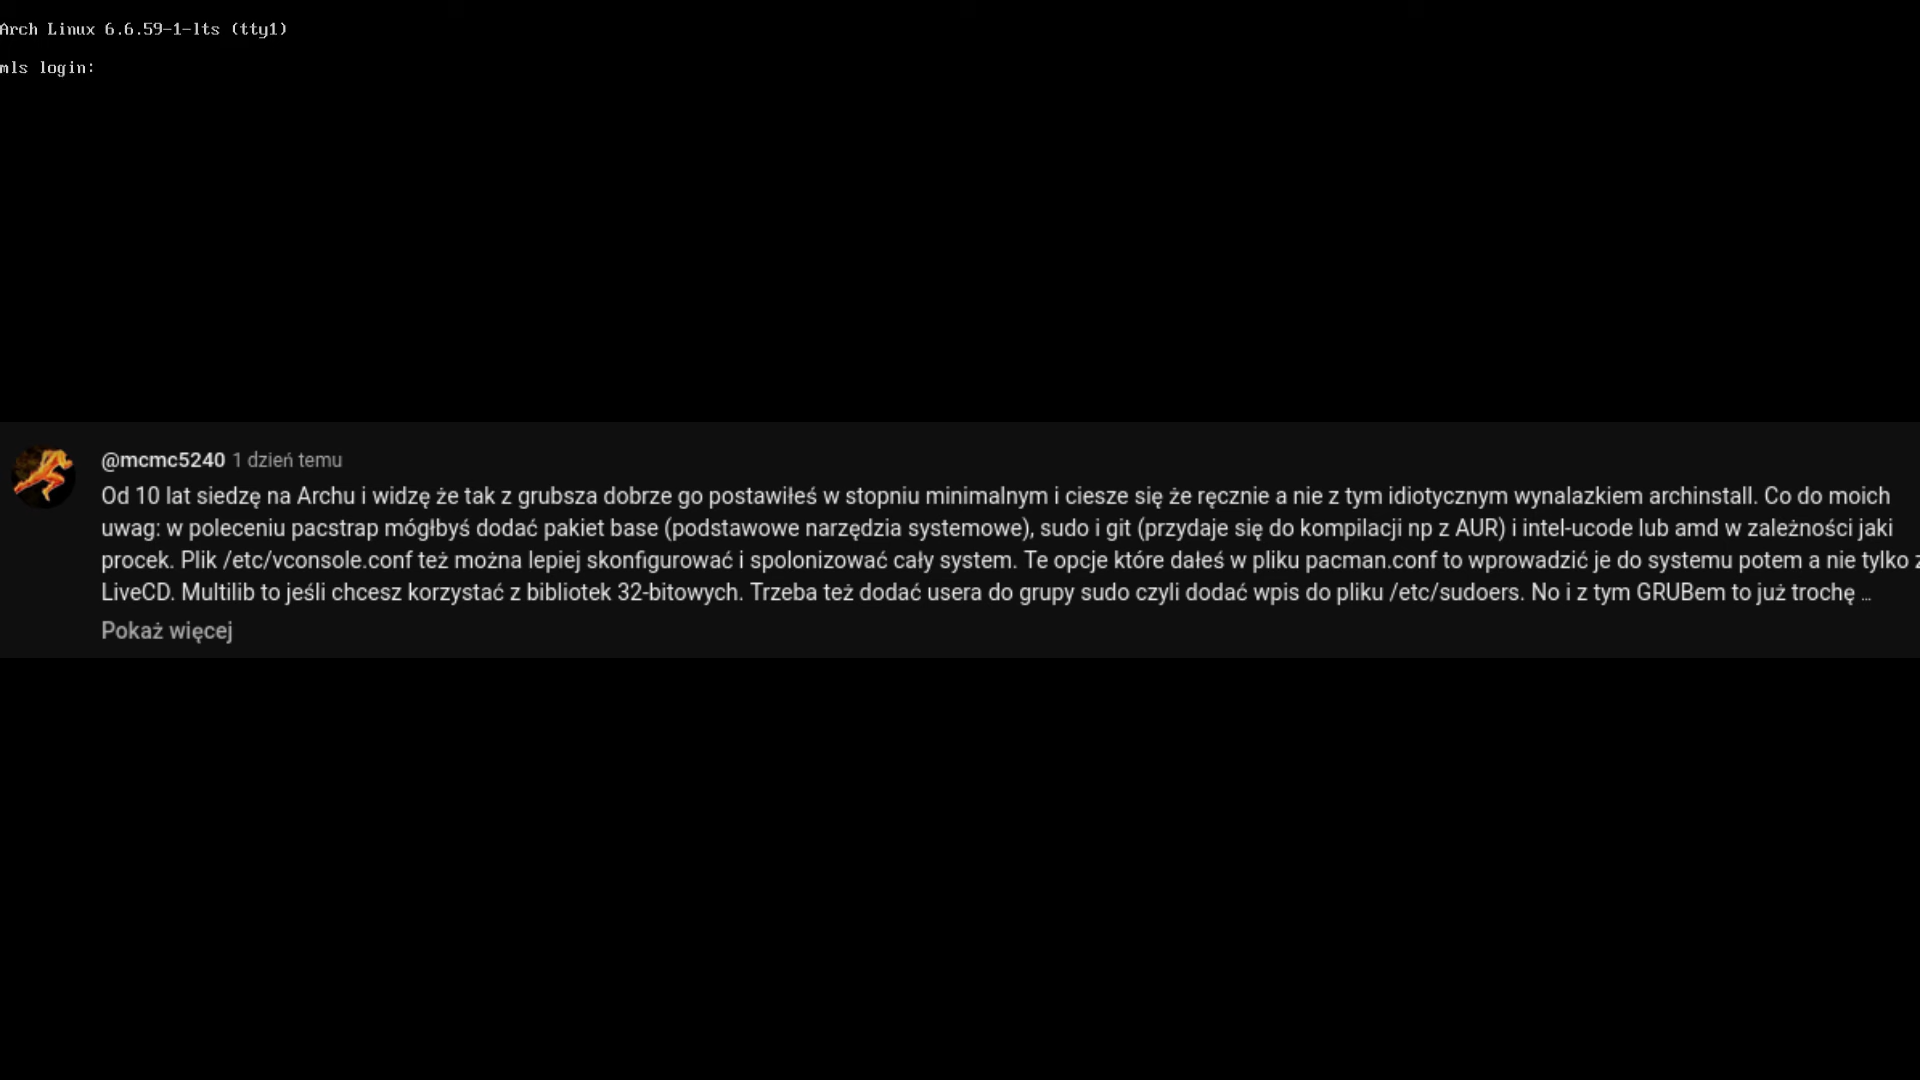 Arch Linux 6.6.59-1-lts (tty1)
mls login:
@mcmc5240 1 dzień temu
Od 10 lat siedzę na Archu i widzę że tak z grubsza dobrze go postawiłeś w stopniu minimalnym i ciesze się że ręcznie a nie z tym idiotycznym wynalazkiem archinstall. Co do moich
uwag: w poleceniu pacstrap mógłbyś dodać pakiet base (podstawowe narzędzia systemowe), sudo i git (przydaje się do kompilacji np z AUR) i intel-ucode lub amd w zależności jaki
procek. Plik /etc/vconsole.conf też można lepiej skonfigurować i spolonizować cały system. Te opcje które dałeś w pliku pacman.conf to wprowadzić je do systemu potem a nie tylko z
LiveCD. Multilib to jeśli chcesz korzystać z bibliotek 32-bitowych. Trzeba też dodać usera do grupy sudo czyli dodać wpis do pliku /etc/sudoers. No i z tym GRUBem to już trochę ...
Pokaż więcej